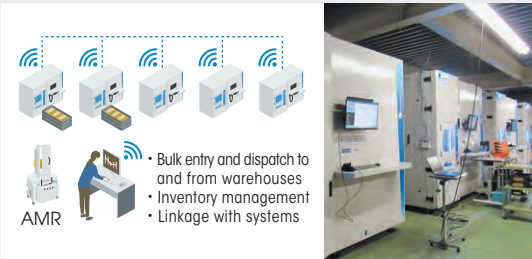 • Bulk entry and dispatch to
and from warehouses
• Inventory management
• Linkage with systems
AMR